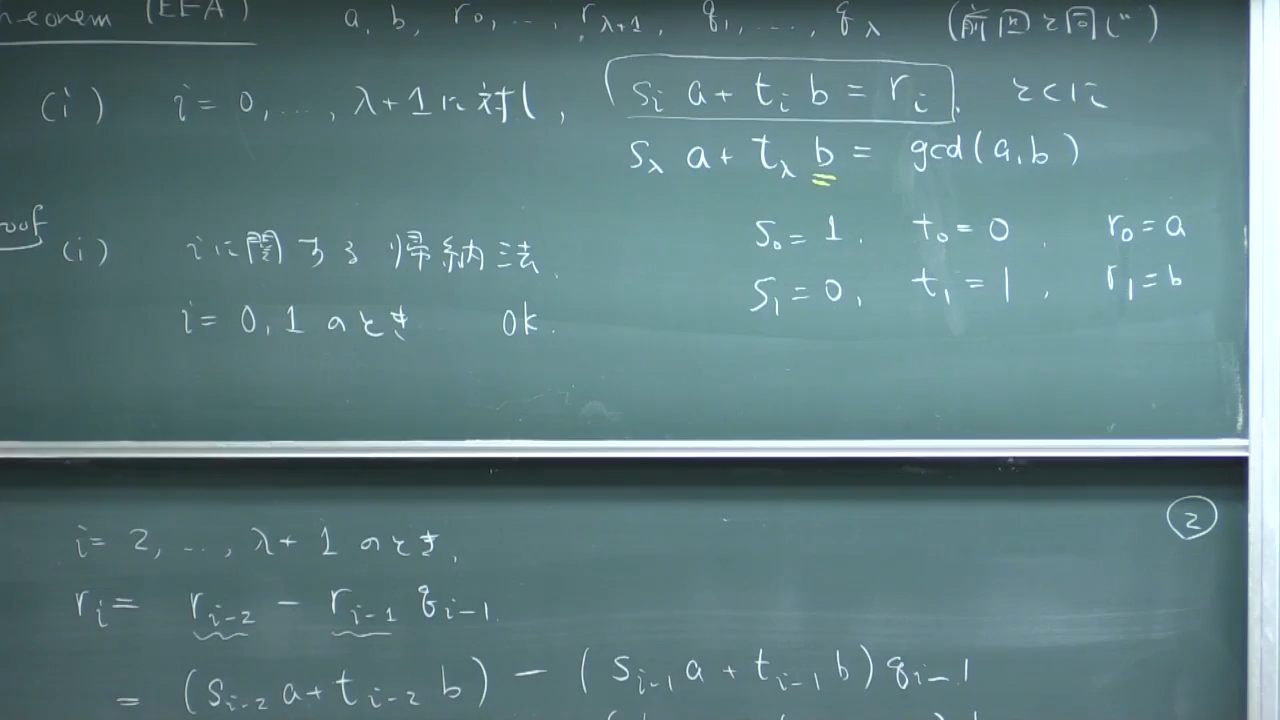 heorem (EEA) a, b, r₀, …, r_{λ+1}, q₁, …, q_λ (前回と同じ)
(i) i = 0, …, λ+1 に対し, s_i a + t_i b = r_i. とくに
s_λ a + t_λ b = gcd(a, b)
roof
(i) iに関する帰納法.
s₀ = 1, t₀ = 0, r₀ = a
s₁ = 0, t₁ = 1, r₁ = b
i = 0, 1 のとき ok.
②
i = 2, …, λ+1 のとき,
r_i = r_{i-2} − r_{i-1} q_{i-1}
= (s_{i-2} a + t_{i-2} b) − (s_{i-1} a + t_{i-1} b) q_{i-1}